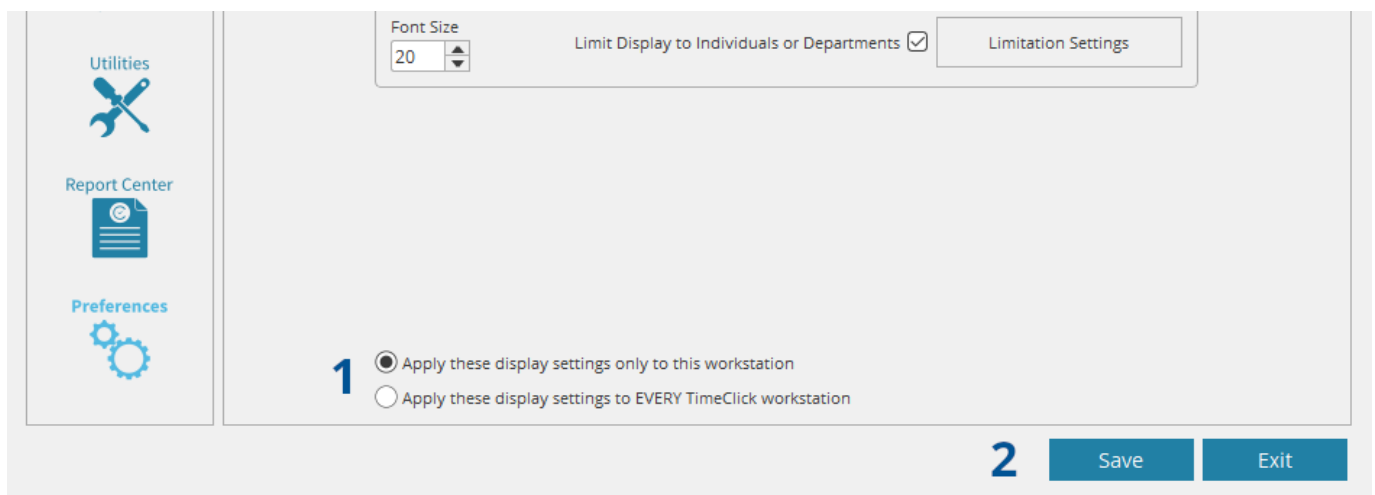 Font Size
20
Limit Display to Individuals or Departments
Limitation Settings
Utilities
Report Center
Preferences
1
Apply these display settings only to this workstation
Apply these display settings to EVERY TimeClick workstation
2
Save
Exit